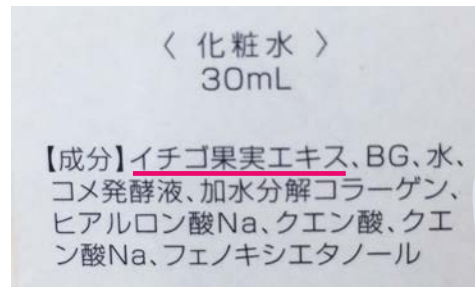 〈 化粧水 〉
30mL
【成分】イチゴ果実エキス、BG、水、
コメ発酵液、加水分解コラーゲン、
ヒアルロン酸Na、クエン酸、クエ
ン酸Na、フェノキシエタノール